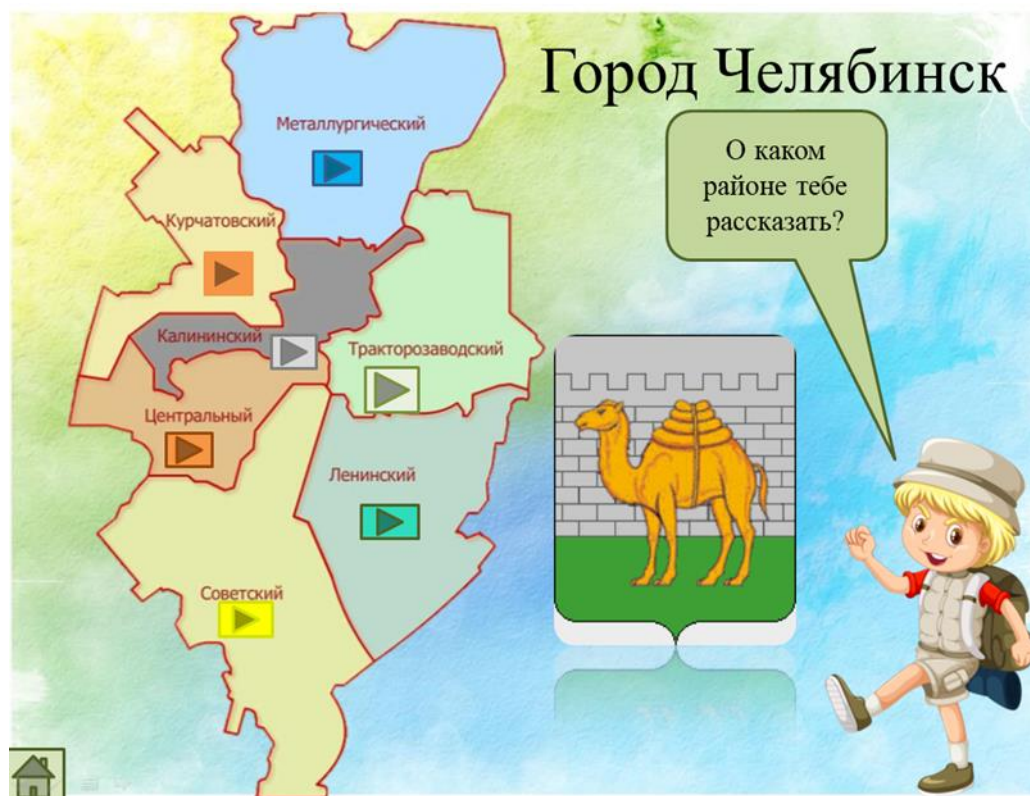 Город Челябинск
О каком
районе тебе
рассказать?
Металлургический
Курчатовский
Калининский
Тракторозаводский
Центральный
Ленинский
Советский